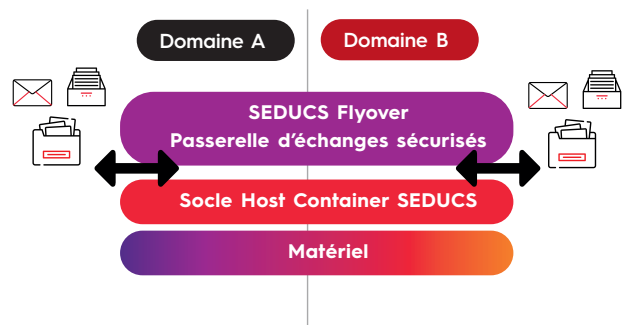 Domaine A
Domaine B
SEDUCS Flyover
Passerelle d'échanges sécurisés
Socle Host Container SEDUCS
Matériel